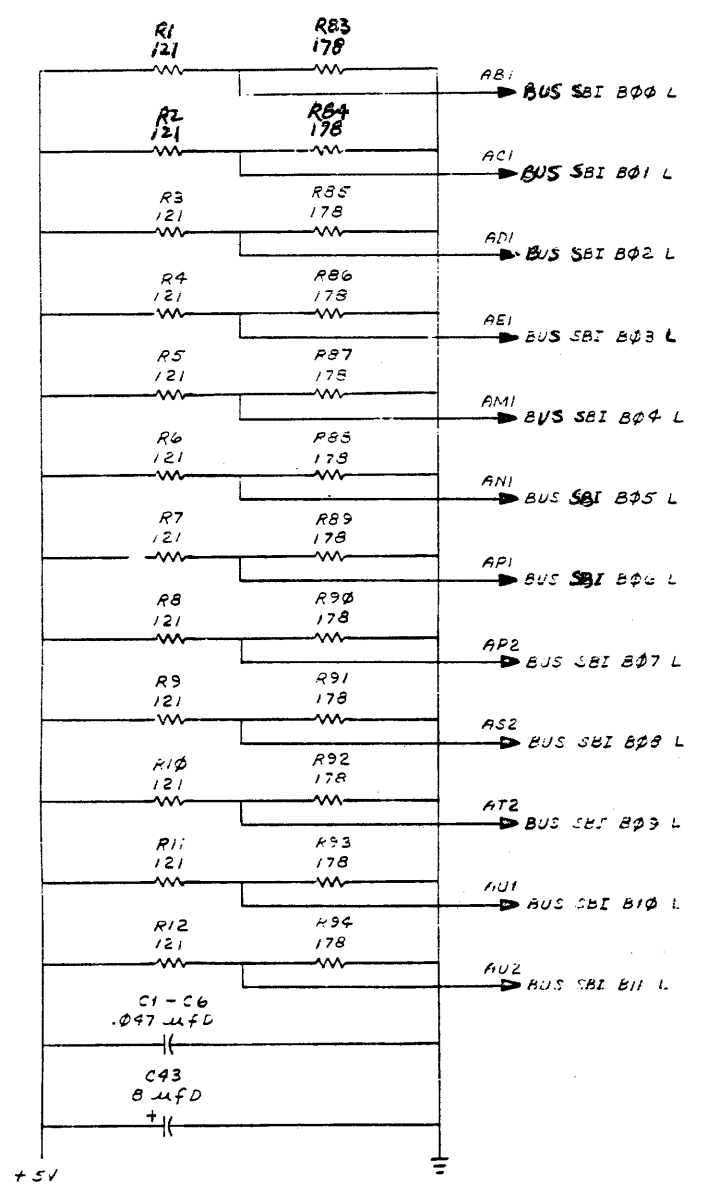 R1 R83
121 178
AB1
BUS SBI BØØ L
R2 R84
121 178
AC1
BUS SBI BØ1 L
R3 R85
121 178
AD1
BUS SBI BØ2 L
R4 R86
121 178
AE1
BUS SBI BØ3 L
R5 R87
121 178
AM1
BUS SBI BØ4 L
R6 R88
121 178
AN1
BUS SBI BØ5 L
R7 R89
121 178
AP1
BUS SBI BØ6 L
R8 R9Ø
121 178
AP2
BUS SBI BØ7 L
R9 R91
121 178
AS2
BUS SBI BØ8 L
R1Ø R92
121 178
AT2
BUS SBS BØ9 L
R11 R93
121 178
AU1
BUS SBI B1Ø L
R12 R94
121 178
AU2
BUS SBI B11 L
C1 - C6
.Ø47 µfD
C43
8 µfD
+
+ 5V